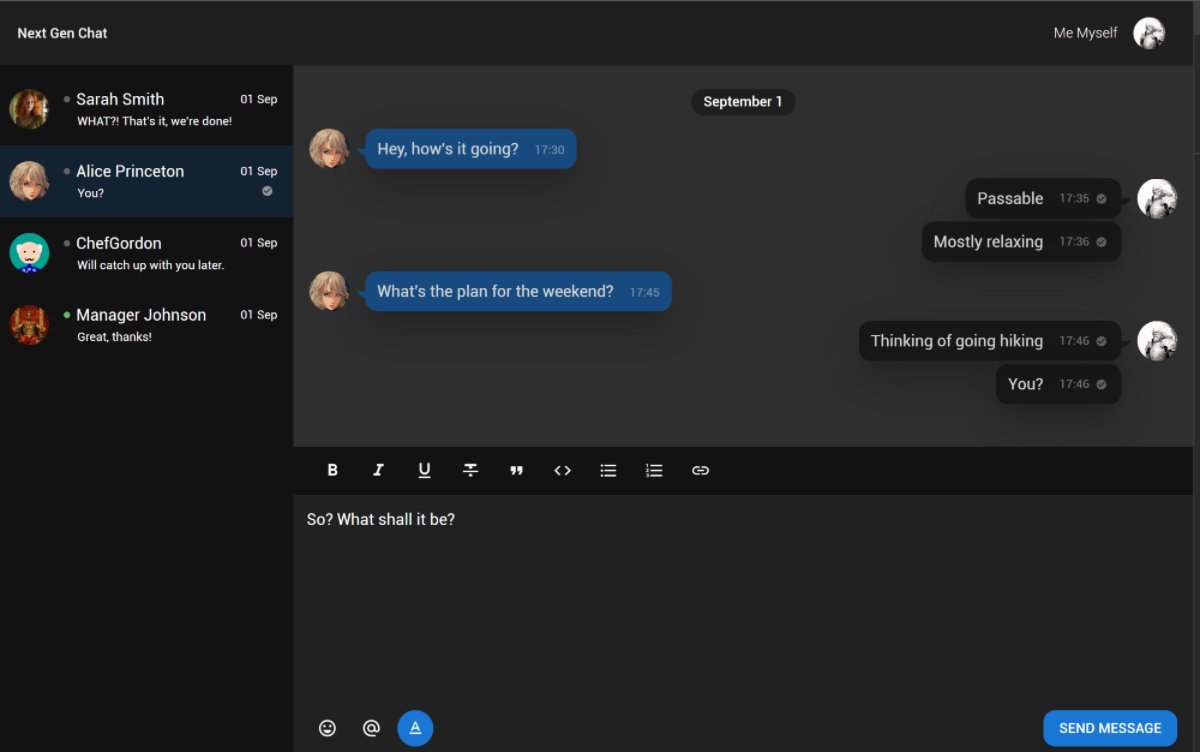 Next Gen Chat
Me Myself
Sarah Smith 01 Sep
WHAT?! That's it, we're done!
Alice Princeton 01 Sep
You?
ChefGordon 01 Sep
Will catch up with you later.
Manager Johnson 01 Sep
Great, thanks!
September 1
Hey, how's it going? 17:30
Passable 17:35
Mostly relaxing 17:36
What's the plan for the weekend? 17:45
Thinking of going hiking 17:46
You? 17:46
So? What shall it be?
SEND MESSAGE